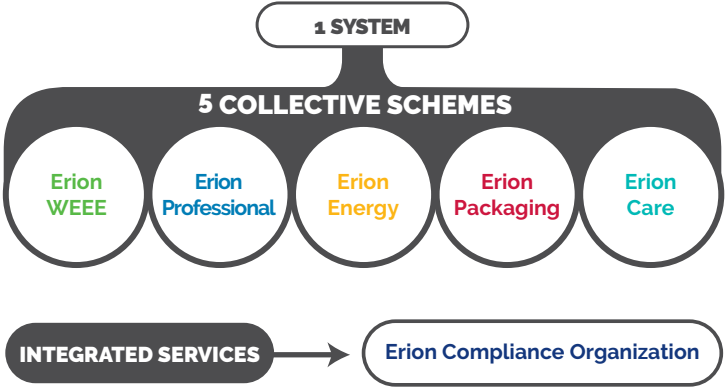 1 SYSTEM
5 COLLECTIVE SCHEMES
Erion
WEEE
Erion
Professional
Erion
Energy
Erion
Packaging
Erion
Care
INTEGRATED SERVICES
Erion Compliance Organization